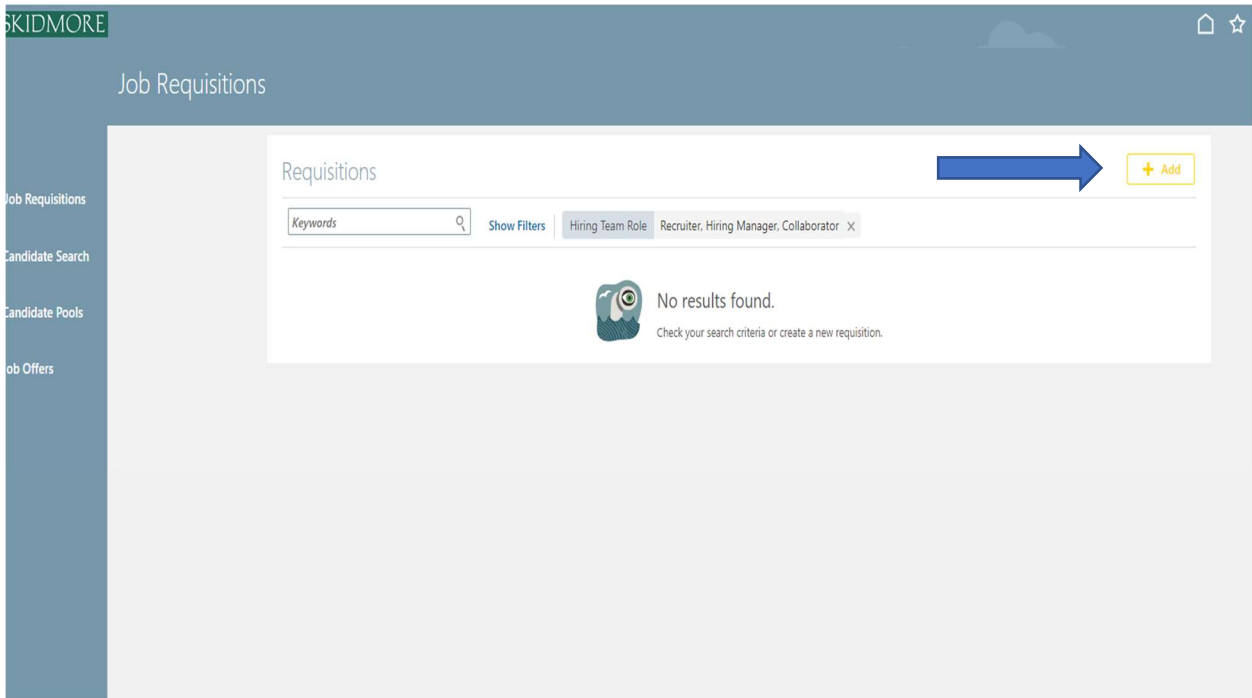 SKIDMORE
Job Requisitions
Job Requisitions
Candidate Search
Candidate Pools
ob Offers
Requisitions
+ Add
Keywords
Show Filters
Hiring Team Role
Recruiter, Hiring Manager, Collaborator X
No results found.
Check your search criteria or create a new requisition.